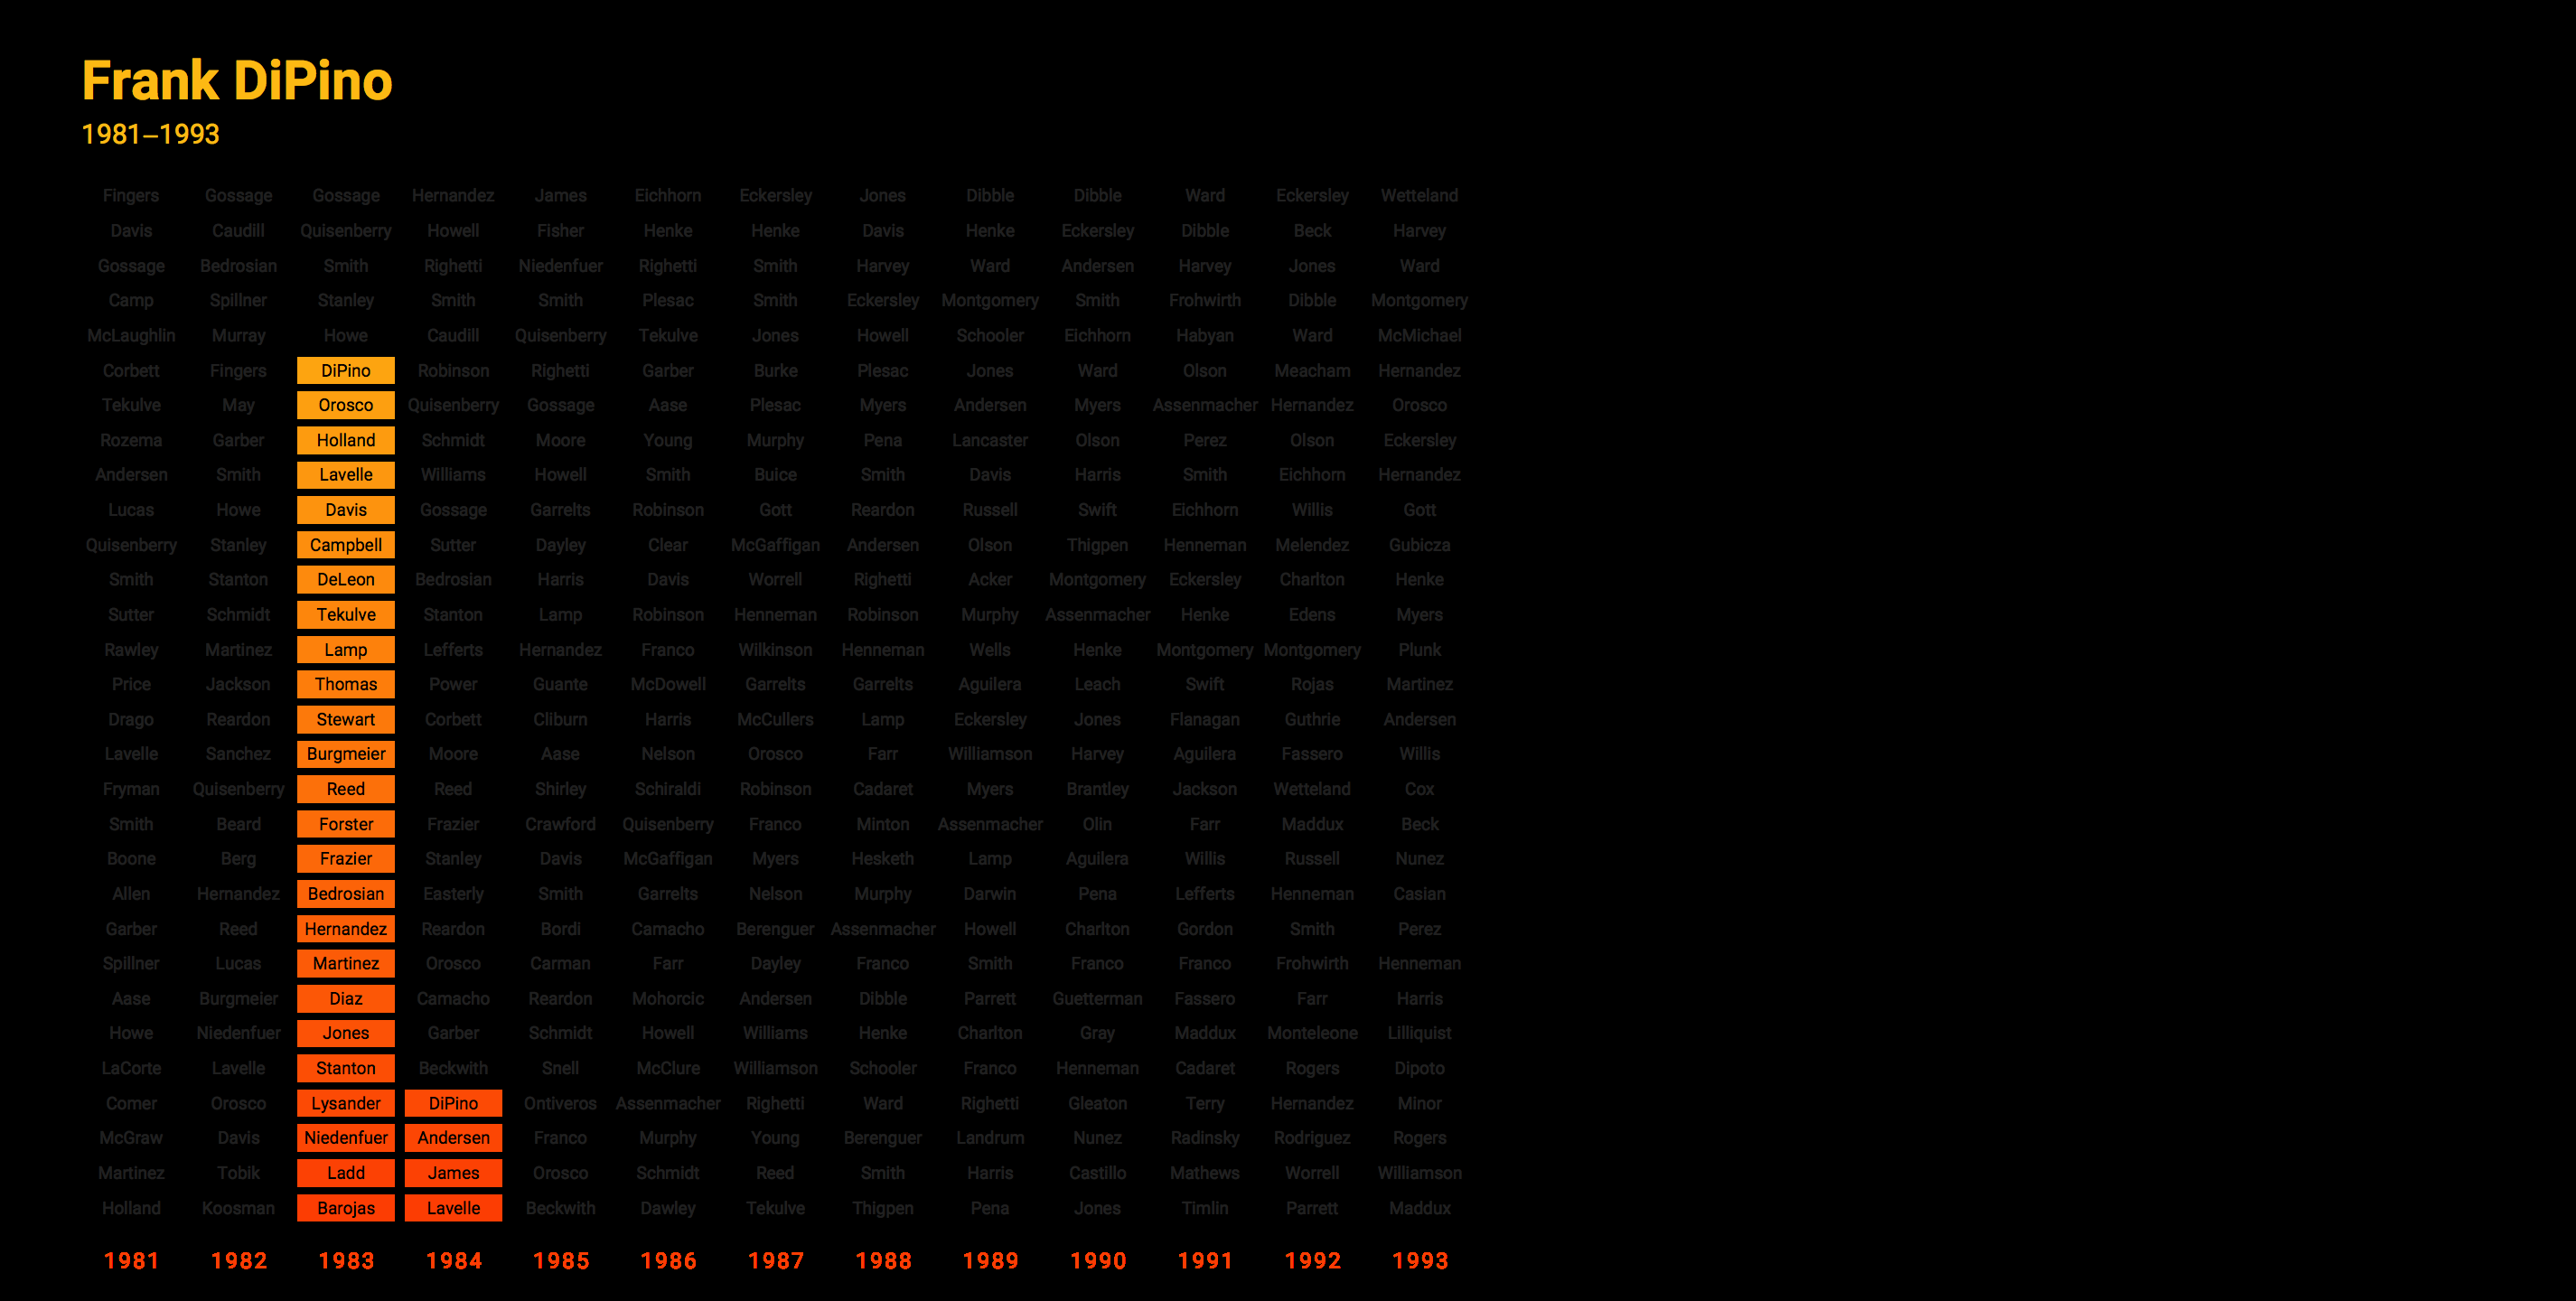 Frank DiPino
1981–1993
Fingers Gossage Gossage Hernandez James Eichhorn Eckersley Jones Dibble Dibble Ward Eckersley Wetteland
Davis Caudill Quisenberry Howell Fisher Henke Henke Davis Henke Eckersley Dibble Beck Harvey
Gossage Bedrosian Smith Righetti Niedenfuer Righetti Smith Harvey Ward Andersen Harvey Jones Ward
Camp Spillner Stanley Smith Smith Plesac Smith Eckersley Montgomery Smith Frohwirth Dibble Montgomery
McLaughlin Murray Howe Caudill Quisenberry Tekulve Jones Howell Schooler Eichhorn Habyan Ward McMichael
Corbett Fingers DiPino Robinson Righetti Garber Burke Plesac Jones Ward Olson Meacham Hernandez
Tekulve May Orosco Quisenberry Gossage Aase Plesac Myers Andersen Myers Assenmacher Hernandez Orosco
Rozema Garber Holland Schmidt Moore Young Murphy Pena Lancaster Olson Perez Olson Eckersley
Andersen Smith Lavelle Williams Howell Smith Buice Smith Davis Harris Smith Eichhorn Hernandez
Lucas Howe Davis Gossage Garrelts Robinson Gott Reardon Russell Swift Eichhorn Willis Gott
Quisenberry Stanley Campbell Sutter Dayley Clear McGaffigan Andersen Olson Thigpen Henneman Melendez Gubicza
Smith Stanton DeLeon Bedrosian Harris Davis Worrell Righetti Acker Montgomery Eckersley Charlton Henke
Sutter Schmidt Tekulve Stanton Lamp Robinson Henneman Robinson Murphy Assenmacher Henke Edens Myers
Rawley Martinez Lamp Lefferts Hernandez Franco Wilkinson Henneman Wells Henke Montgomery Montgomery Plunk
Price Jackson Thomas Power Guante McDowell Garrelts Garrelts Aguilera Leach Swift Rojas Martinez
Drago Reardon Stewart Corbett Cliburn Harris McCullers Lamp Eckersley Jones Flanagan Guthrie Andersen
Lavelle Sanchez Burgmeier Moore Aase Nelson Orosco Farr Williamson Harvey Aguilera Fassero Willis
Fryman Quisenberry Reed Reed Shirley Schiraldi Robinson Cadaret Myers Brantley Jackson Wetteland Cox
Smith Beard Forster Frazier Crawford Quisenberry Franco Minton Assenmacher Olin Farr Maddux Beck
Boone Berg Frazier Stanley Davis McGaffigan Myers Hesketh Lamp Aguilera Willis Russell Nunez
Allen Hernandez Bedrosian Easterly Smith Garrelts Nelson Murphy Darwin Pena Lefferts Henneman Casian
Garber Reed Hernandez Reardon Bordi Camacho Berenguer Assenmacher Howell Charlton Gordon Smith Perez
Spillner Lucas Martinez Orosco Carman Farr Dayley Franco Smith Franco Franco Frohwirth Henneman
Aase Burgmeier Diaz Camacho Reardon Mohorcic Andersen Dibble Parrett Guetterman Fassero Farr Harris
Howe Niedenfuer Jones Garber Schmidt Howell Williams Henke Charlton Gray Maddux Monteleone Lilliquist
LaCorte Lavelle Stanton Beckwith Snell McClure Williamson Schooler Franco Henneman Cadaret Rogers Dipoto
Comer Orosco Lysander DiPino Ontiveros Assenmacher Righetti Ward Righetti Gleaton Terry Hernandez Minor
McGraw Davis Niedenfuer Andersen Franco Murphy Young Berenguer Landrum Nunez Radinsky Rodriguez Rogers
Martinez Tobik Ladd James Orosco Schmidt Reed Smith Harris Castillo Mathews Worrell Williamson
Holland Koosman Barojas Lavelle Beckwith Dawley Tekulve Thigpen Pena Jones Timlin Parrett Maddux
1981 1982 1983 1984 1985 1986 1987 1988 1989 1990 1991 1992 1993